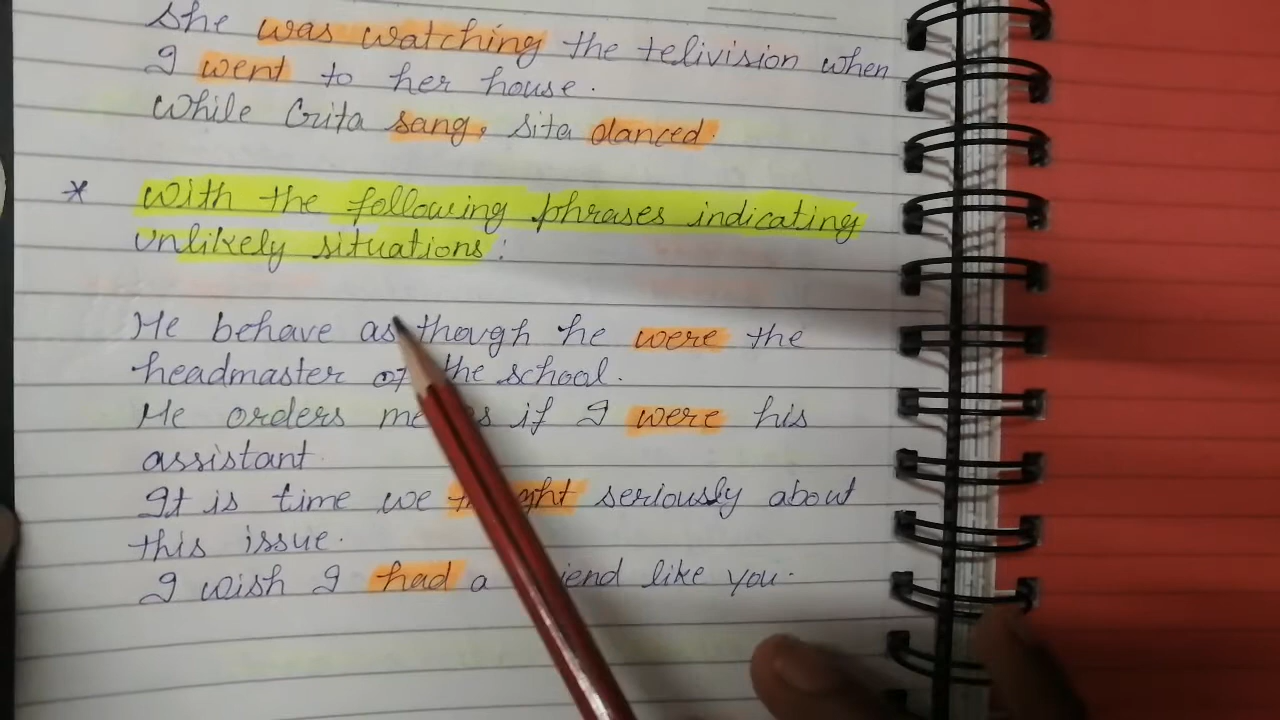 She was watching the telivision when
I went to her house.
While Grita sang, sita danced.
* With the following phrases indicating
Unlikely situations:
He behave as though he were the
headmaster of the school.
He orders me as if I were his
assistant.
It is time we thought seriously about
this issue.
I wish I had a friend like you.